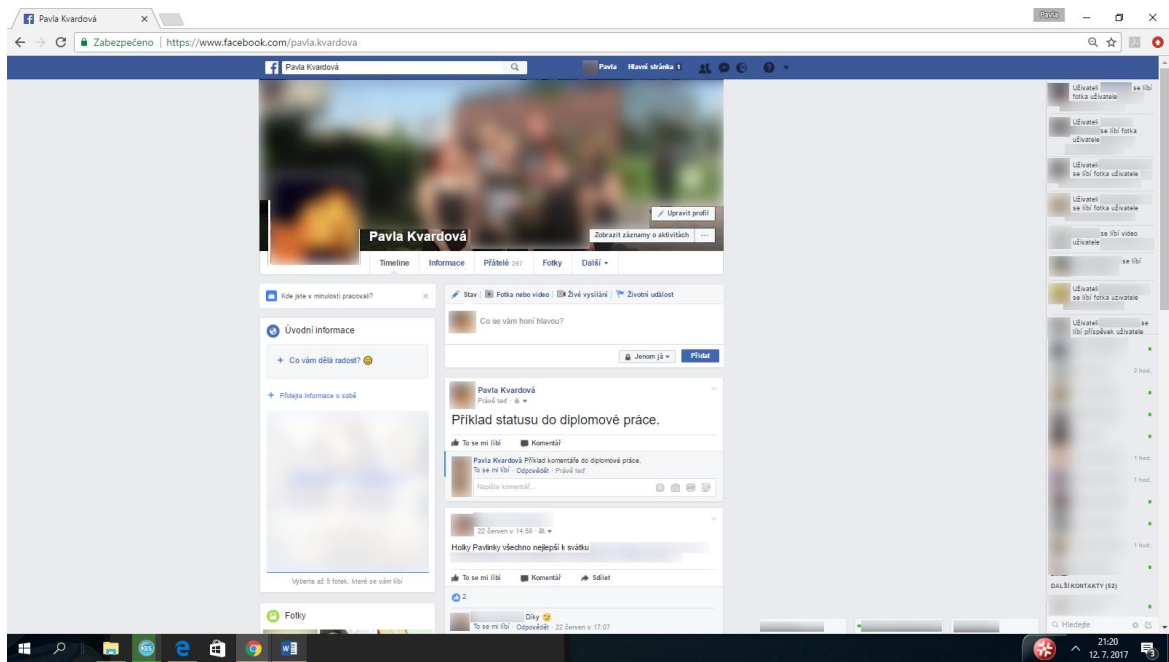 Pavla Kvardová
Pavla
Zabezpečeno | https://www.facebook.com/pavla.kvardova
Pavla Kvardová
Pavla Hlavní stránka 1
Upravit profil
Pavla Kvardová
Zobrazit záznamy o aktivitách ...
Timeline Informace Přátelé 297 Fotky Další
Kde jste v minulosti pracovali?
Úvodní informace
+ Co vám dělá radost?
+ Přidejte informace o sobě
Vyberte až 5 fotek, které se vám líbí
Fotky
Stav Fotka nebo video Živé vysílání Životní událost
Co se vám honí hlavou?
Jenom já Přidat
Pavla Kvardová
Právě teď
Příklad statusu do diplomové práce.
To se mi líbí Komentář
Pavla Kvardová Příklad komentáře do diplomové práce.
To se mi líbí · Odpovědět · Právě teď
Napište komentář...
22 červen v 14:58
Holky Pavlinky všechno nejlepší k svátku
To se mi líbí Komentář Sdílet
2
Díky
To se mi líbí · Odpovědět · 22 červen v 17:07
Uživateli se líbí
fotka uživatele
Uživateli
se líbí fotka
uživatele
Uživateli
se líbí fotka uživatele
Uživateli
se líbí fotka uživatele
se líbí video
uživatele
se líbí
Uživateli
se líbí fotka uživatele
Uživateli se
líbí příspěvek uživatele
2 hod.
1 hod.
1 hod.
1 hod.
DALŠÍ KONTAKTY (52)
Hledejte
21:20
12. 7. 2017